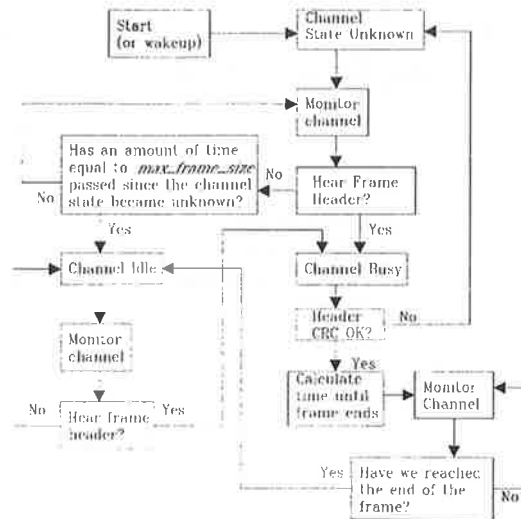 Start
(or wakeup)
Channel
State Unknown
Monitor
channel
Has an amount of time
equal to max_frame_size
passed since the channel
state became unknown?
No
Hear Frame
Header?
No
Yes
Yes
Channel Idle
Channel Busy
Header
CRC OK?
No
Monitor
channel
Yes
Calculate
time until
frame ends
Monitor
Channel
No
Hear frame
header?
Yes
Yes
Have we reached
the end of the
frame?
No